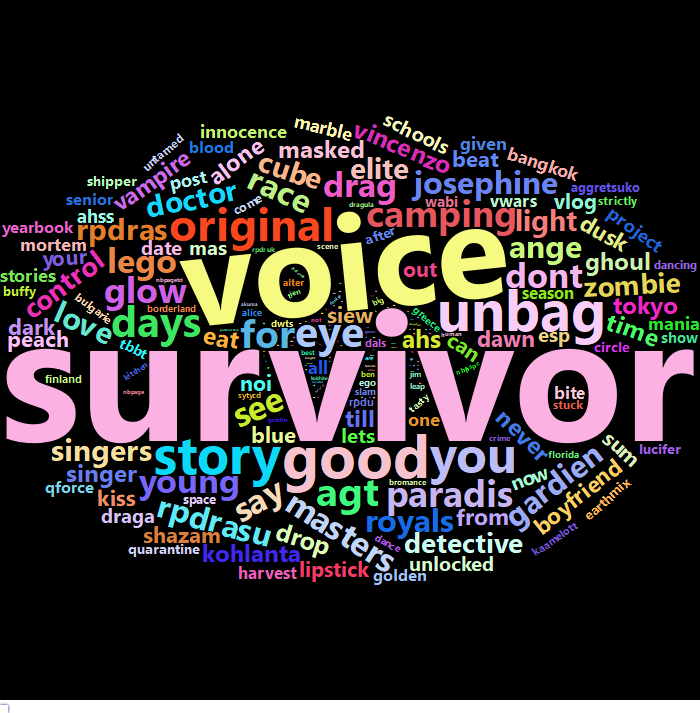 schools
marble
innocence
vincenzo
given
blood
masked
beat
bangkok
untamed
alone
elite
shipper
vampire
post
cube
race
drag
josephine
aggretsuko
senior
doctor
come
wabi
vwars
vlog
strictly
ahss
original
camping
light
project
yearbook
rpdras
dragula
dusk
mortem
date
mas
rpdruk
scene
after
ange
ghoul
dancing
your
lego
voice
out
dont
stories
control
alter
zombie
buffy
glow
borderland
akuma
big
unbag
season
tokyo
bulgarie
alice
siew
greece
love
days
dwts
not
time
mania
dark
for
eye
ahs
can
dawn
esp
show
peach
tbbt
eat
best
dals
circle
survivor
finland
noi
all
ben
jim
bite
nbpage
sytycd
ego
leap
stuck
see
slam
rpdu
tasty
blue
till
one
never
lets
florida
singers
story
good
you
crime
sum
lucifer
singer
young
bromance
now
qforce
space
agt
paradis
gardien
boyfriend
kiss
say
earthmix
draga
rpdrasu
masters
royals
from
shazam
drop
dance
detective
kaamelott
quarantine
kohlanta
unlocked
harvest
lipstick
golden